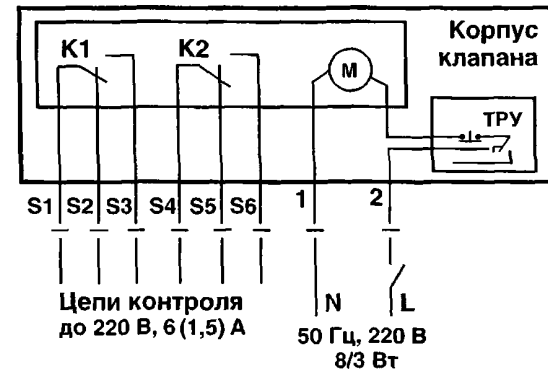 Корпус
клапана
K1
K2
М
ТРУ
S1 S2 S3 S4 S5 S6 1 2
Цепи контроля
до 220 В, 6 (1,5) А
N L
50 Гц, 220 В
8/3 Вт